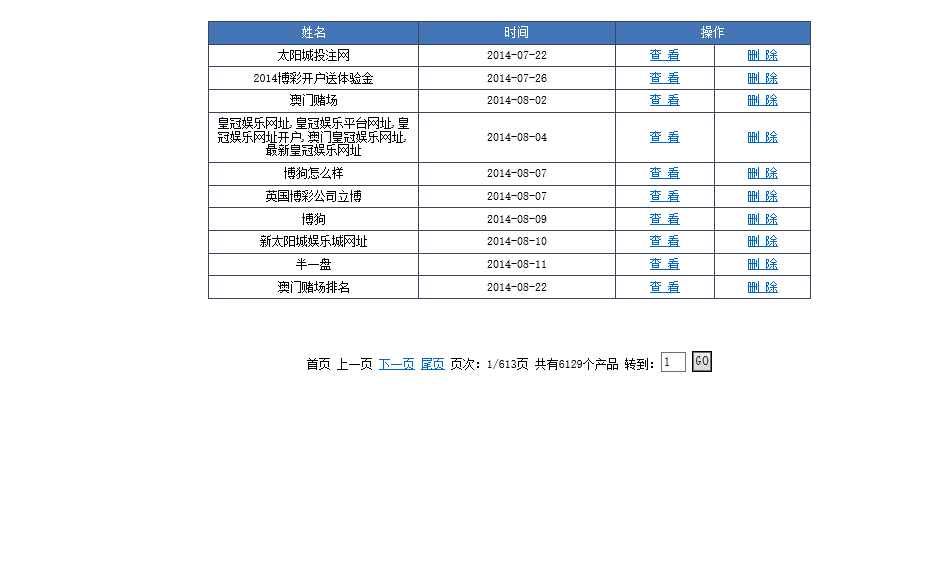 姓名 时间 操作
太阳城投注网 2014-07-22 查 看 删 除
2014博彩开户送体验金 2014-07-26 查 看 删 除
澳门赌场 2014-08-02 查 看 删 除
皇冠娱乐网址,皇冠娱乐平台网址,皇
冠娱乐网址开户,澳门皇冠娱乐网址,
最新皇冠娱乐网址 2014-08-04 查 看 删 除
博狗怎么样 2014-08-07 查 看 删 除
英国博彩公司立博 2014-08-07 查 看 删 除
博狗 2014-08-09 查 看 删 除
新太阳城娱乐城网址 2014-08-10 查 看 删 除
半一盘 2014-08-11 查 看 删 除
澳门赌场排名 2014-08-22 查 看 删 除
首页 上一页 下一页 尾页 页次：1/613页 共有6129个产品 转到：1 GO